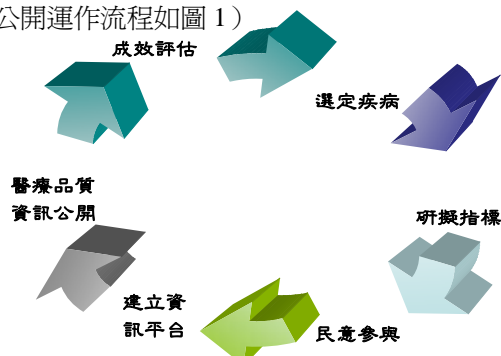 公開運作流程如圖 1）
成效評估
選定疾病
醫療品質
資訊公開
研擬指標
建立資
訊平台
民意參與